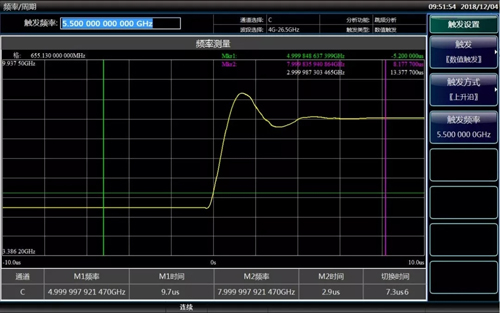 频率/周期
09:51:54 2018/12/04
触发频率: 5.500 000 000 000 GHz
通道选择: C 分析功能: 跳频分析
波段选择: 4G-26.5GHz 触发类型: 数值触发
触发设置
频率测量
格: 655.130 000 000MHz
Mkr1: 4.999 848 637 399GHz -5.200 000us
Mkr2: 7.999 835 940 864GHz 8.177 700us
2.999 987 303 465GHz 13.377 700us
9.937 50GHz
触发
【数值触发】
触发方式
【上升沿】
触发频率
5.500 000 0GHz
3.386 20GHz
-10.0us 0s 10.0us
通道 M1频率 M1时间 M2频率 M2时间 切换时间
C 4.999 997 921 470GHz 9.7us 7.999 997 921 470GHz 2.9us 7.3us6
连续